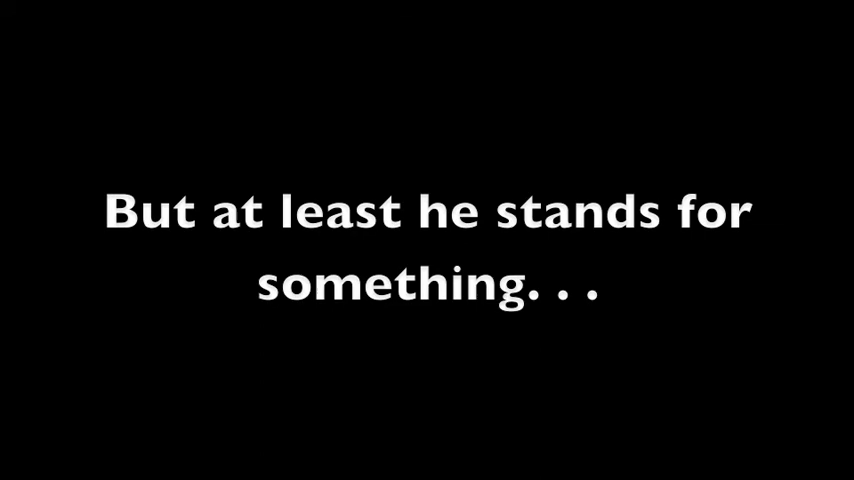 But at least he stands for
something. . .